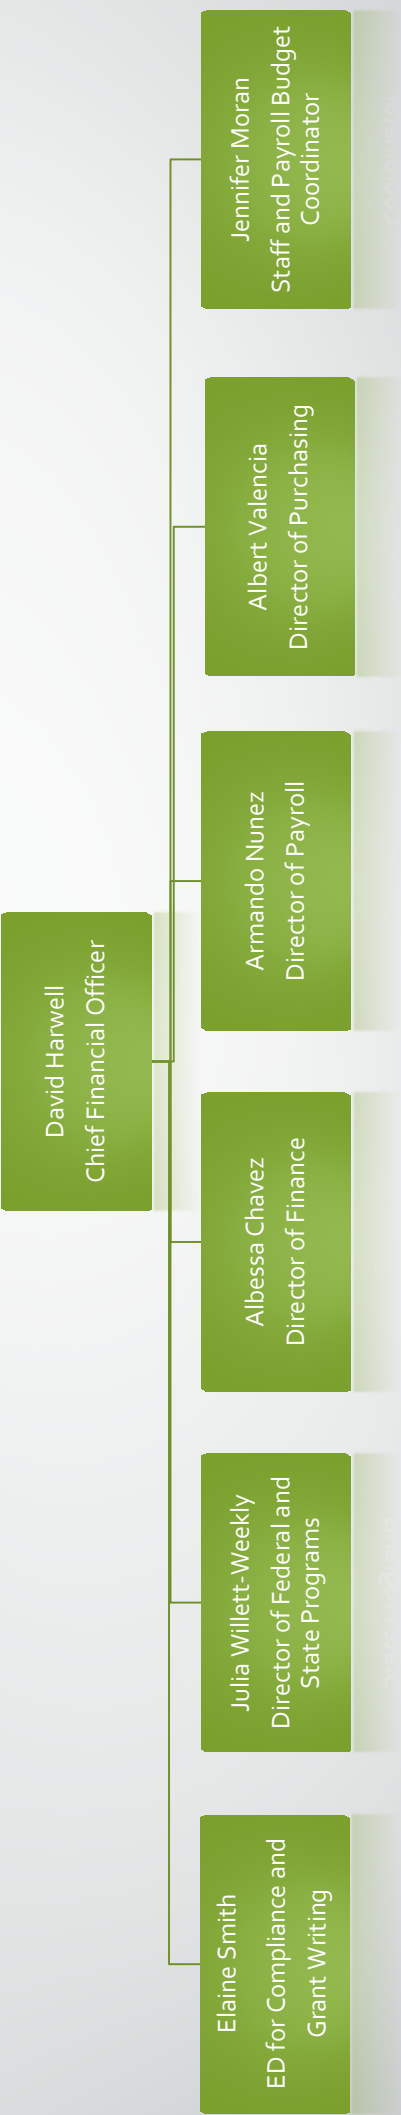 David Harwell
Chief Financial Officer
Elaine Smith
ED for Compliance and
Grant Writing
Julia Willett-Weekly
Director of Federal and
State Programs
Albessa Chavez
Director of Finance
Armando Nunez
Director of Payroll
Albert Valencia
Director of Purchasing
Jennifer Moran
Staff and Payroll Budget
Coordinator